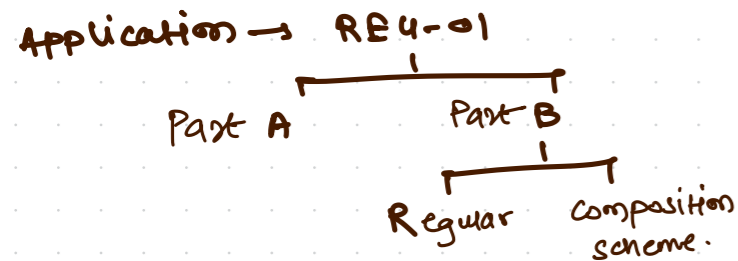 Application → REG-01
Part A
Part B
Regular
composition
scheme.